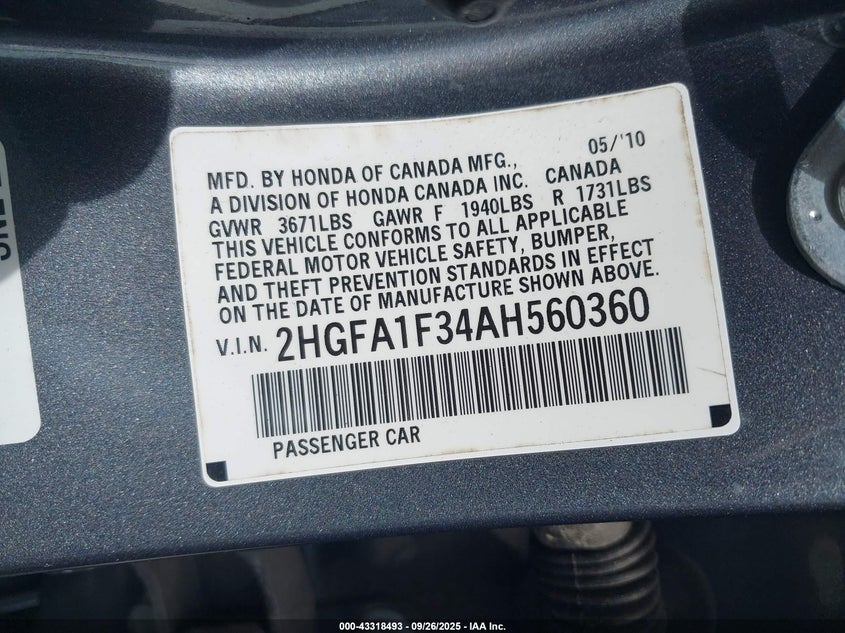 05/'10
MFD. BY HONDA OF CANADA MFG.,
A DIVISION OF HONDA CANADA INC. CANADA
GVWR 3671LBS GAWR F 1940LBS R 1731LBS
THIS VEHICLE CONFORMS TO ALL APPLICABLE
FEDERAL MOTOR VEHICLE SAFETY, BUMPER,
AND THEFT PREVENTION STANDARDS IN EFFECT
ON THE DATE OF MANUFACTURE SHOWN ABOVE.
V.I.N. 2HGFA1F34AH560360
PASSENGER CAR
000-43318493 - 09/26/2025 - IAA Inc.